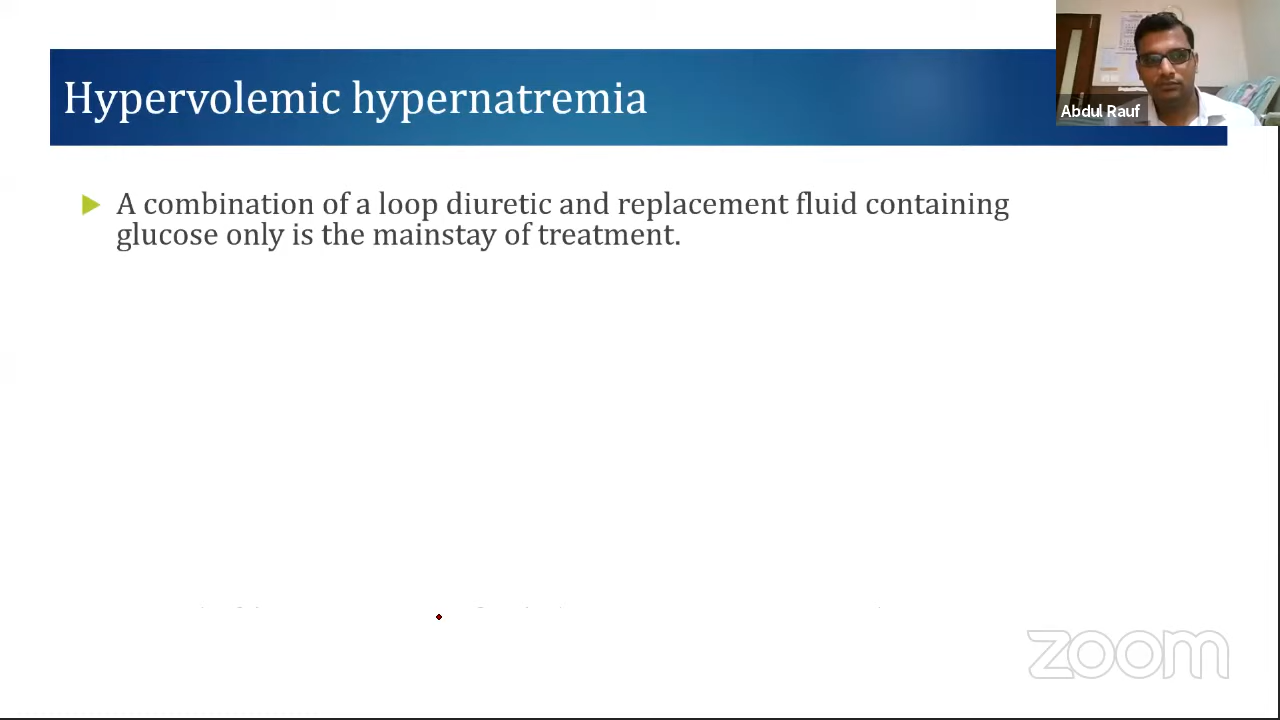 Hypervolemic hypernatremia
Abdul Rauf
A combination of a loop diuretic and replacement fluid containing
glucose only is the mainstay of treatment.
zoom